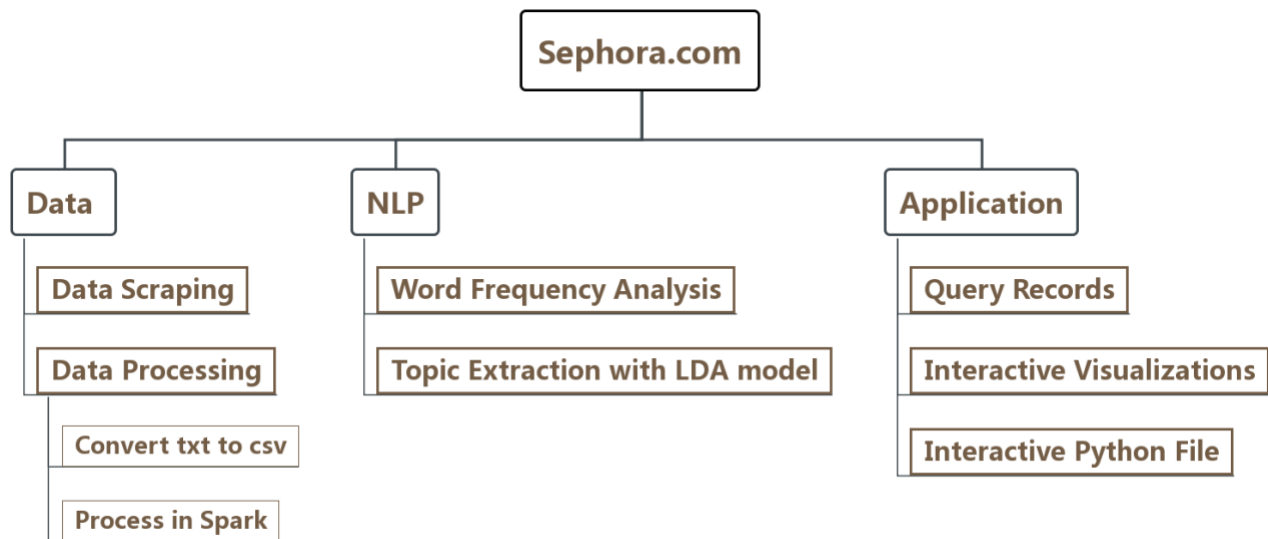 Sephora.com
Data
NLP
Application
Data Scraping
Word Frequency Analysis
Query Records
Data Processing
Topic Extraction with LDA model
Interactive Visualizations
Convert txt to csv
Interactive Python File
Process in Spark